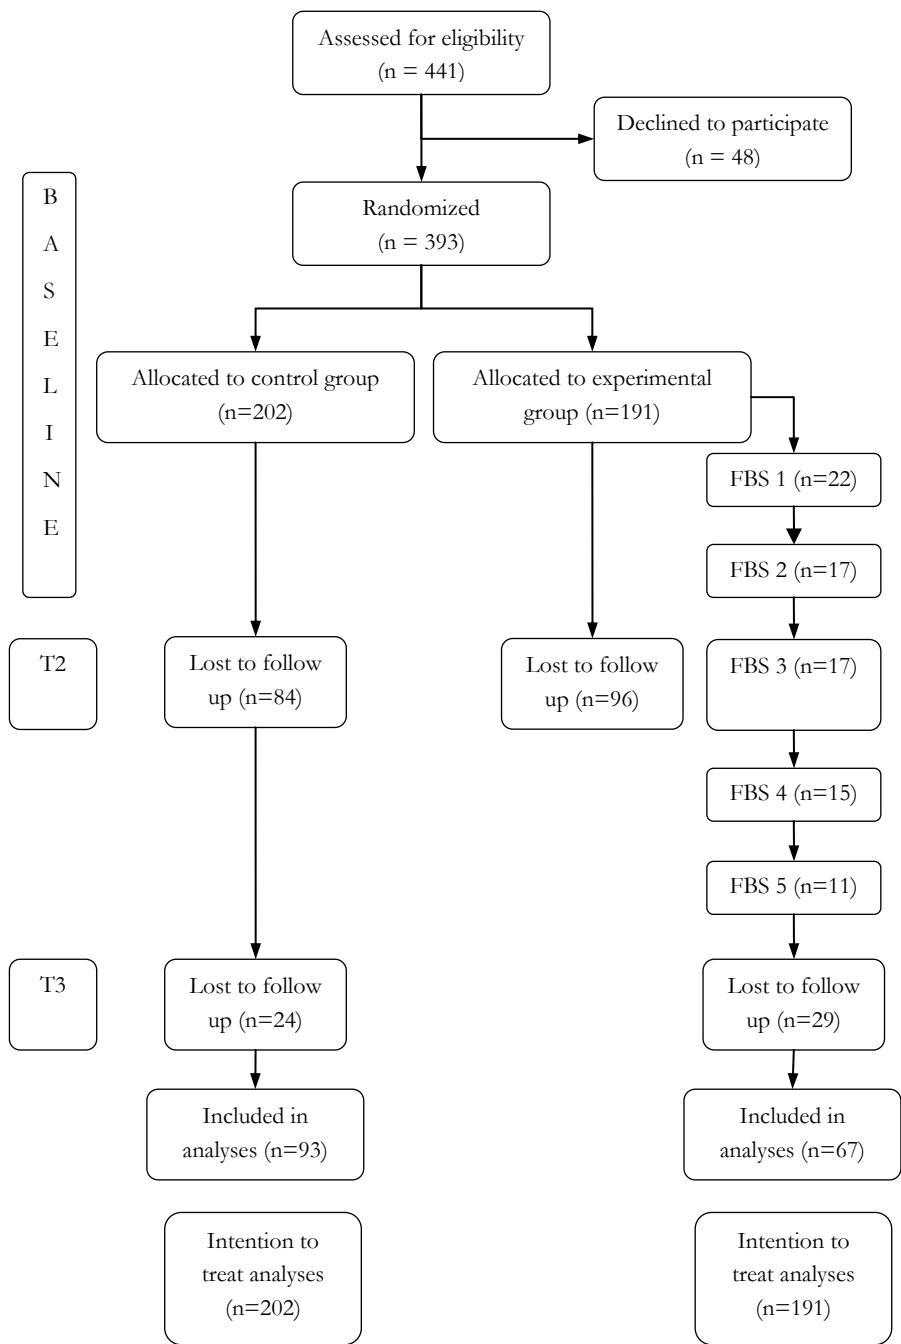 Assessed for eligibility
(n = 441)
Declined to participate
(n = 48)
B
A
S
E
L
I
N
E
Randomized
(n = 393)
Allocated to control group
(n=202)
Allocated to experimental
group (n=191)
FBS 1 (n=22)
FBS 2 (n=17)
T2
Lost to follow
up (n=84)
Lost to follow
up (n=96)
FBS 3 (n=17)
FBS 4 (n=15)
FBS 5 (n=11)
T3
Lost to follow
up (n=24)
Lost to follow
up (n=29)
Included in
analyses (n=93)
Included in
analyses (n=67)
Intention to
treat analyses
(n=202)
Intention to
treat analyses
(n=191)